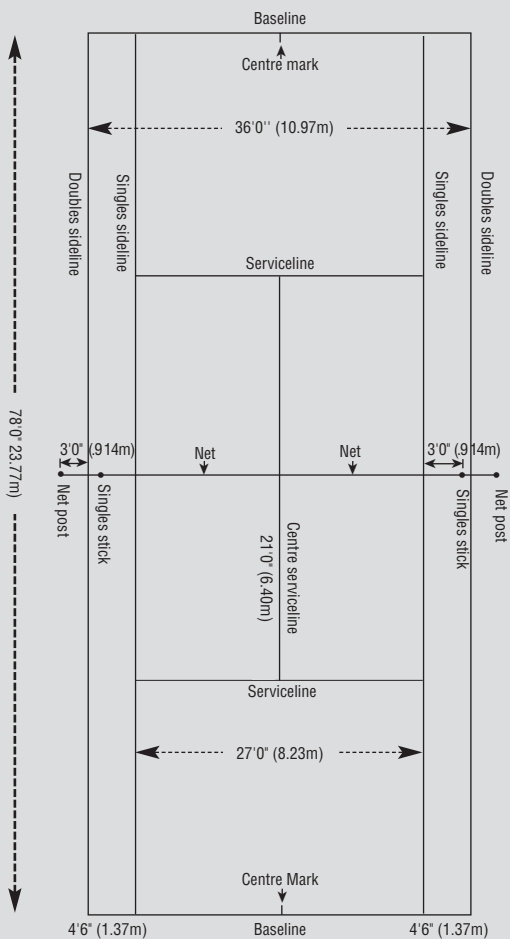 Baseline
Centre mark
36'0'' (10.97m)
Doubles sideline
Singles sideline
Singles sideline
Doubles sideline
Serviceline
78'0" 23.77m)
3'0" (.914m)
Net
Net
3'0" (.914m)
Net post
Singles stick
Centre serviceline
21'0" (6.40m)
Singles stick
Net post
Serviceline
27'0" (8.23m)
Centre Mark
4'6" (1.37m)
Baseline
4'6" (1.37m)